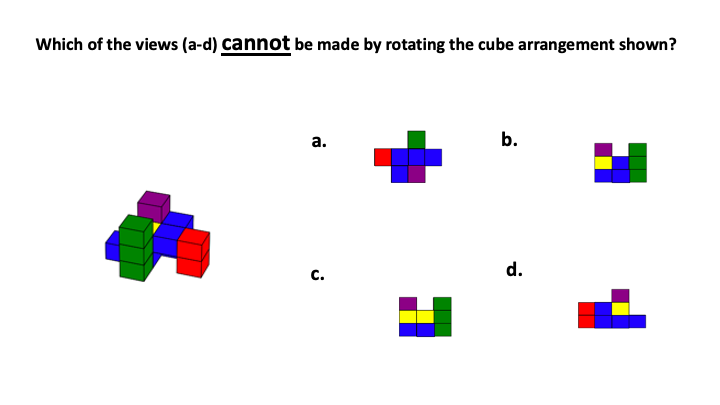 Which of the views (a-d) cannot be made by rotating the cube arrangement shown?
a.
b.
c.
d.